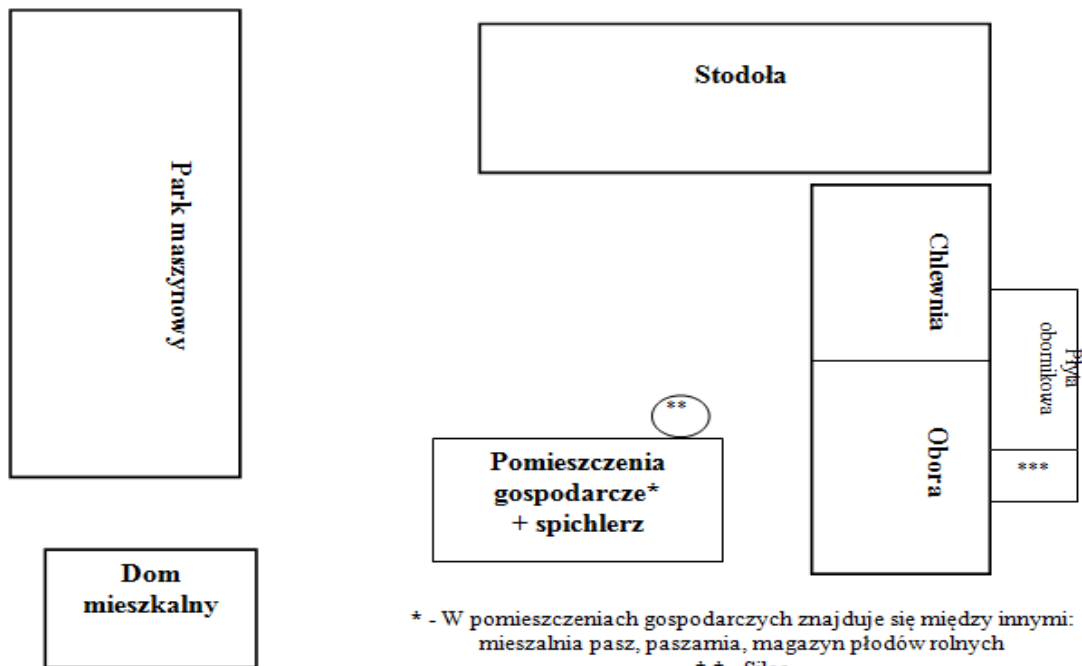 Stodoła
Park maszynowy
Chlewnia
Płyta
obornikowa
**
Obora
Pomieszczenia
gospodarcze*
+ spichlerz
***
Dom
mieszkalny
* - W pomieszczeniach gospodarczych znajduje się między innymi:
mieszalnia pasz, paszarnia, magazyn płodów rolnych
* * - Silos